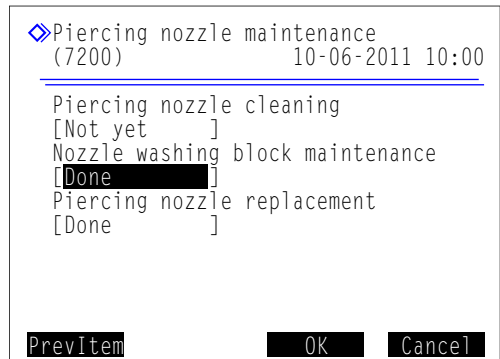 Piercing nozzle maintenance
(7200) 10-06-2011 10:00
Piercing nozzle cleaning
[Not yet ]
Nozzle washing block maintenance
[Done ]
Piercing nozzle replacement
[Done ]
PrevItem OK Cancel